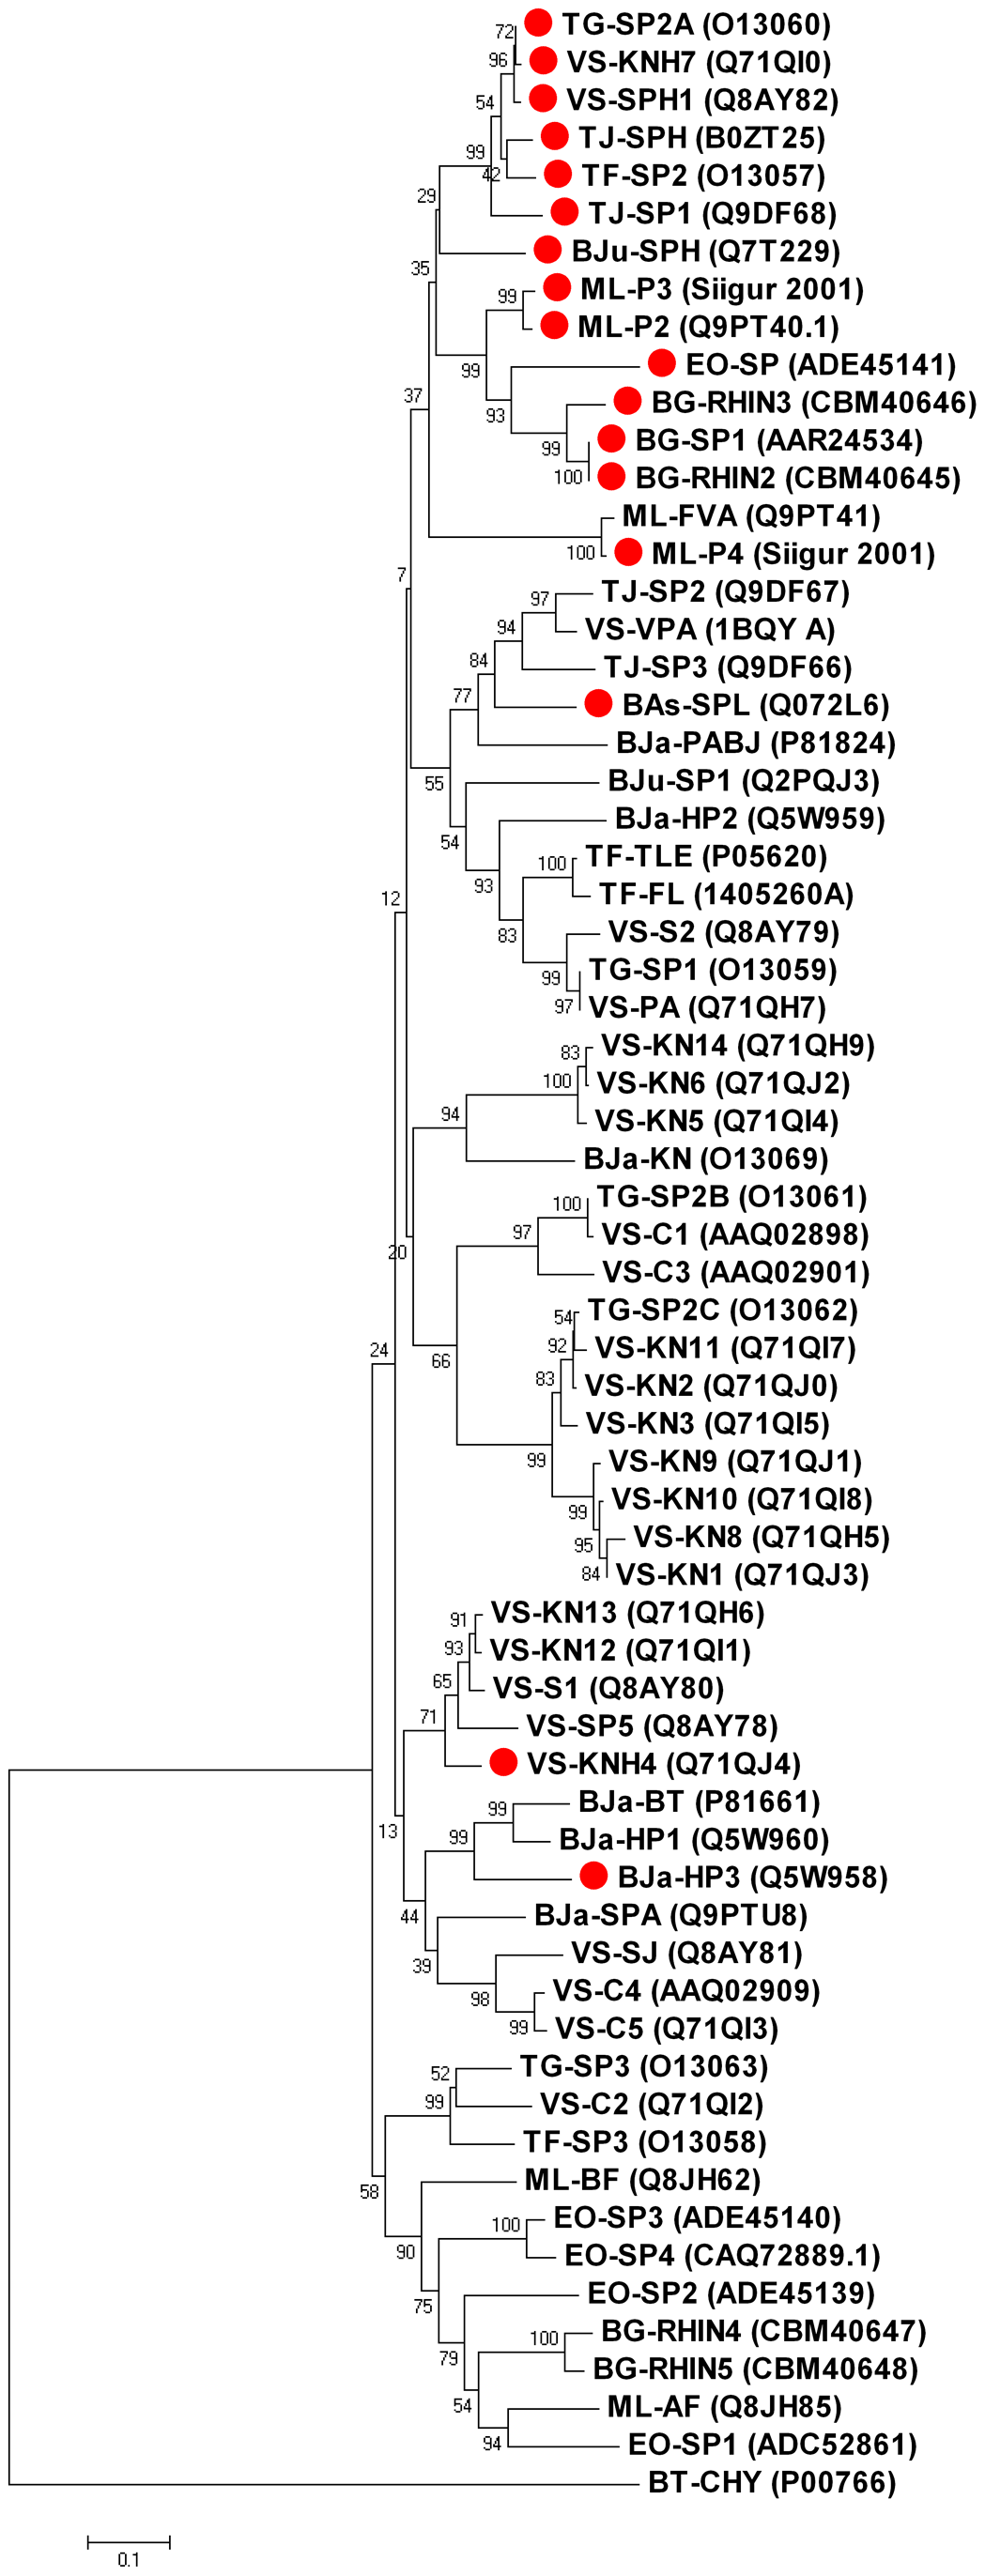 TG-SP2A (O13060)
72
VS-KNH7 (Q71QI0)
96
VS-SPH1 (Q8AY82)
54
TJ-SPH (B0ZT25)
99
42
TF-SP2 (O13057)
29
TJ-SP1 (Q9DF68)
BJu-SPH (Q7T229)
35
ML-P3 (Siigur 2001)
99
ML-P2 (Q9PT40.1)
99
EO-SP (ADE45141)
37
BG-RHIN3 (CBM40646)
93
BG-SP1 (AAR24534)
99
BG-RHIN2 (CBM40645)
100
ML-FVA (Q9PT41)
100
ML-P4 (Siigur 2001)
7
TJ-SP2 (Q9DF67)
97
VS-VPA (1BQY A)
94
TJ-SP3 (Q9DF66)
84
77
BAs-SPL (Q072L6)
BJa-PABJ (P81824)
55
BJu-SP1 (Q2PQJ3)
BJa-HP2 (Q5W959)
54
TF-TLE (P05620)
100
93
TF-FL (1405260A)
12
VS-S2 (Q8AY79)
83
TG-SP1 (O13059)
99
VS-PA (Q71QH7)
97
VS-KN14 (Q71QH9)
83
VS-KN6 (Q71QJ2)
100
VS-KN5 (Q71QI4)
94
BJa-KN (O13069)
TG-SP2B (O13061)
100
VS-C1 (AAQ02898)
97
20
VS-C3 (AAQ02901)
TG-SP2C (O13062)
54
VS-KN11 (Q71QI7)
92
24
66
VS-KN2 (Q71QJ0)
83
VS-KN3 (Q71QI5)
99
VS-KN9 (Q71QJ1)
VS-KN10 (Q71QI8)
99
VS-KN8 (Q71QH5)
95
VS-KN1 (Q71QJ3)
84
VS-KN13 (Q71QH6)
91
VS-KN12 (Q71QI1)
93
VS-S1 (Q8AY80)
65
VS-SP5 (Q8AY78)
71
VS-KNH4 (Q71QJ4)
BJa-BT (P81661)
99
13
BJa-HP1 (Q5W960)
99
BJa-HP3 (Q5W958)
44
BJa-SPA (Q9PTU8)
VS-SJ (Q8AY81)
39
VS-C4 (AAQ02909)
98
VS-C5 (Q71QI3)
99
TG-SP3 (O13063)
52
VS-C2 (Q71QI2)
99
TF-SP3 (O13058)
ML-BF (Q8JH62)
58
EO-SP3 (ADE45140)
100
EO-SP4 (CAQ72889.1)
90
EO-SP2 (ADE45139)
75
BG-RHIN4 (CBM40647)
100
79
BG-RHIN5 (CBM40648)
ML-AF (Q8JH85)
54
EO-SP1 (ADC52861)
94
BT-CHY (P00766)
0.1